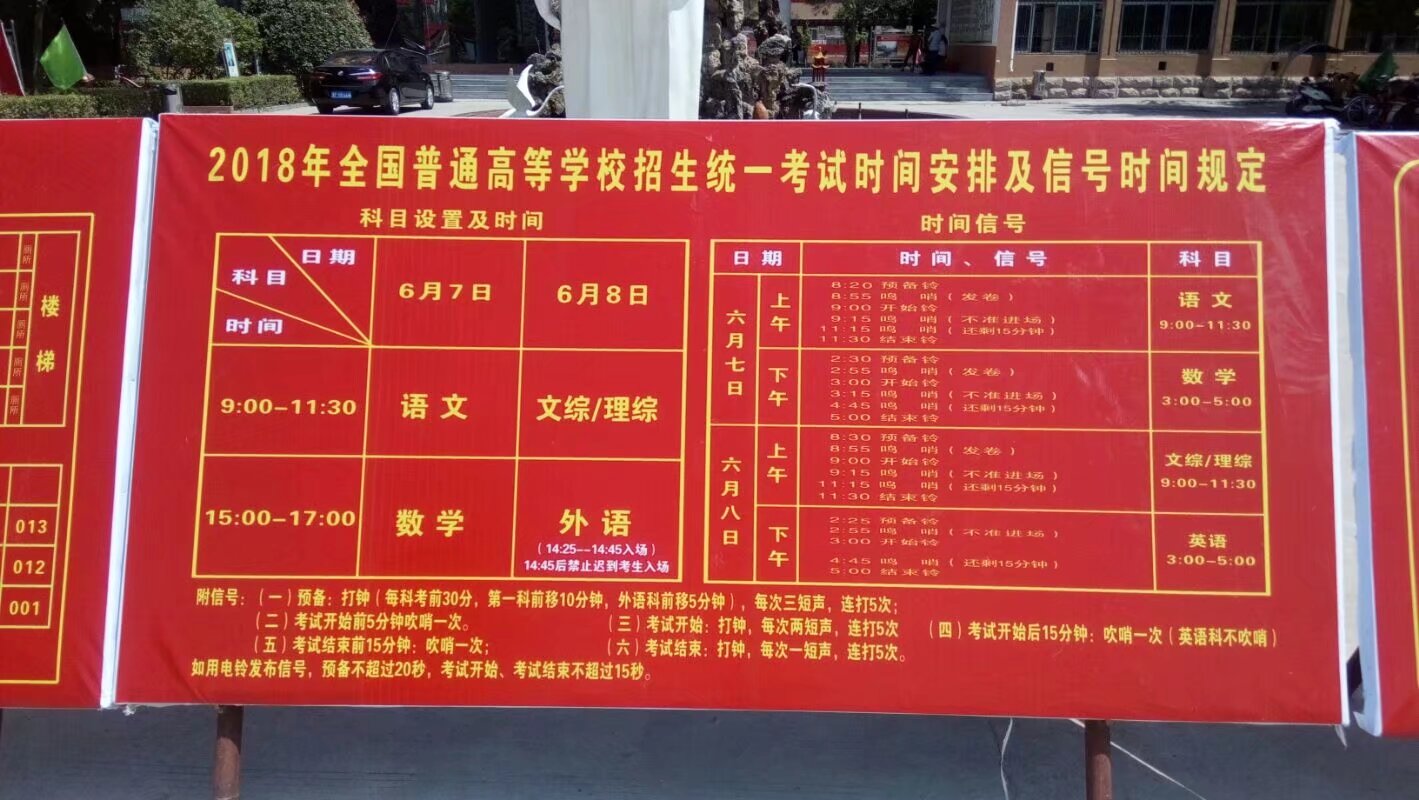 2018年全国普通高等学校招生统一考试时间安排及信号时间规定
科目设置及时间
日期
科目
时间
6月7日
6月8日
9:00-11:30
语文
文综/理综
15:00-17:00
数学
外语
(14:25--14:45入场)
14:45后禁止迟到考生入场
时间信号
日期
时间、信号
科目
六月七日
上午
8:20 预备铃
8:55 鸣 哨(发卷)
9:00 开始铃
9:15 鸣 哨(不准进场)
11:15 鸣 哨(还剩15分钟)
11:30 结束铃
语文
9:00-11:30
下午
2:30 预备铃
2:55 鸣 哨(发卷)
3:00 开始铃
3:15 鸣 哨(不准进场)
4:45 鸣 哨(还剩15分钟)
5:00 结束铃
数学
3:00-5:00
六月八日
上午
8:30 预备铃
8:55 鸣 哨(发卷)
9:00 开始铃
9:15 鸣 哨(不准进场)
11:15 鸣 哨(还剩15分钟)
11:30 结束铃
文综/理综
9:00-11:30
下午
2:25 预备铃
2:55 鸣 哨(不准进场)
3:00 开始铃
4:45 鸣 哨(还剩15分钟)
5:00 结束铃
英语
3:00-5:00
附信号:(一)预备:打钟(每科考前30分,第一科前移10分钟,外语科前移5分钟),每次三短声,连打5次;
(二)考试开始前5分钟吹哨一次。 (三)考试开始:打钟,每次两短声,连打5次 (四)考试开始后15分钟:吹哨一次(英语科不吹哨)
(五)考试结束前15分钟:吹哨一次; (六)考试结束:打钟,每次一短声,连打5次。
如用电铃发布信号,预备不超过20秒,考试开始、考试结束不超过15秒。
楼梯
厕所
厕所
厕所
厕所
厕所
013
012
001